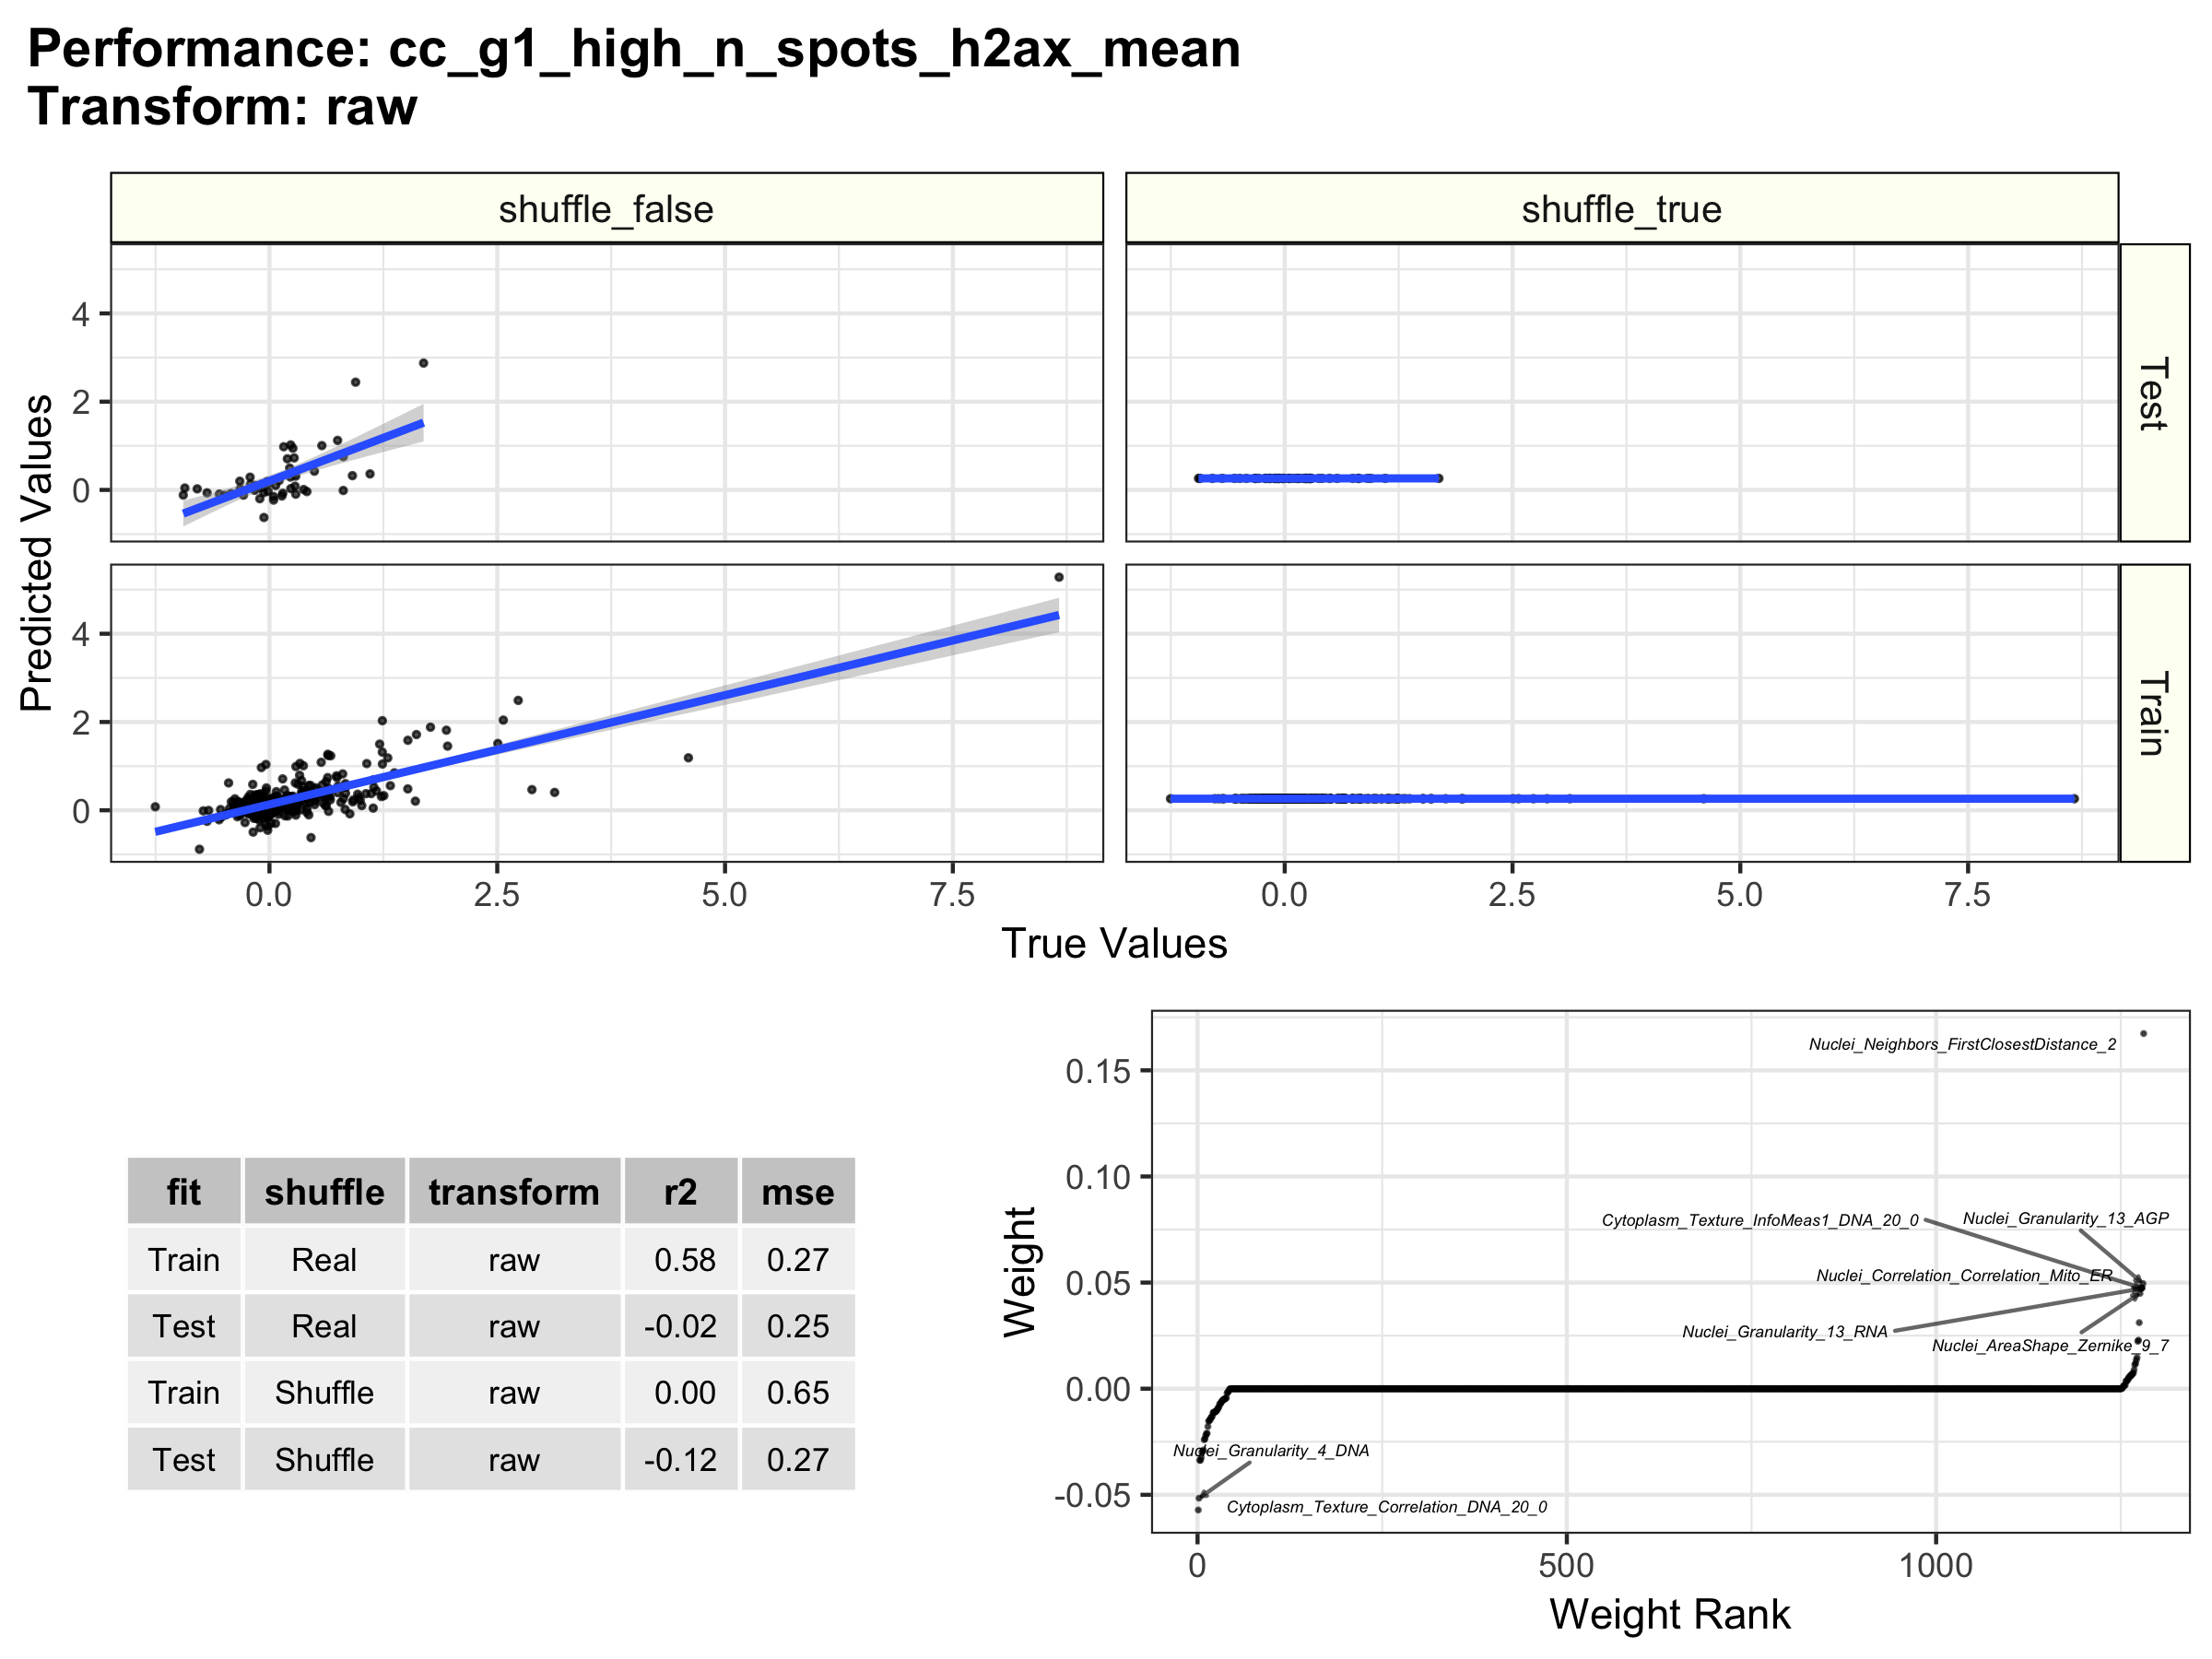 Performance: cc_g1_high_n_spots_h2ax_mean
Transform: raw
shuffle_false
shuffle_true
Predicted Values
4
2
0
Test
4
2
0
Train
0.0 2.5 5.0 7.5
0.0 2.5 5.0 7.5
True Values
fit shuffle transform r2 mse
Train Real raw 0.58 0.27
Test Real raw -0.02 0.25
Train Shuffle raw 0.00 0.65
Test Shuffle raw -0.12 0.27
Weight
0.15
0.10
0.05
0.00
-0.05
Nuclei_Neighbors_FirstClosestDistance_2
Cytoplasm_Texture_InfoMeas1_DNA_20_0
Nuclei_Granularity_13_AGP
Nuclei_Correlation_Correlation_Mito_ER
Nuclei_Granularity_13_RNA
Nuclei_AreaShape_Zernike_9_7
Nuclei_Granularity_4_DNA
Cytoplasm_Texture_Correlation_DNA_20_0
0 500 1000
Weight Rank